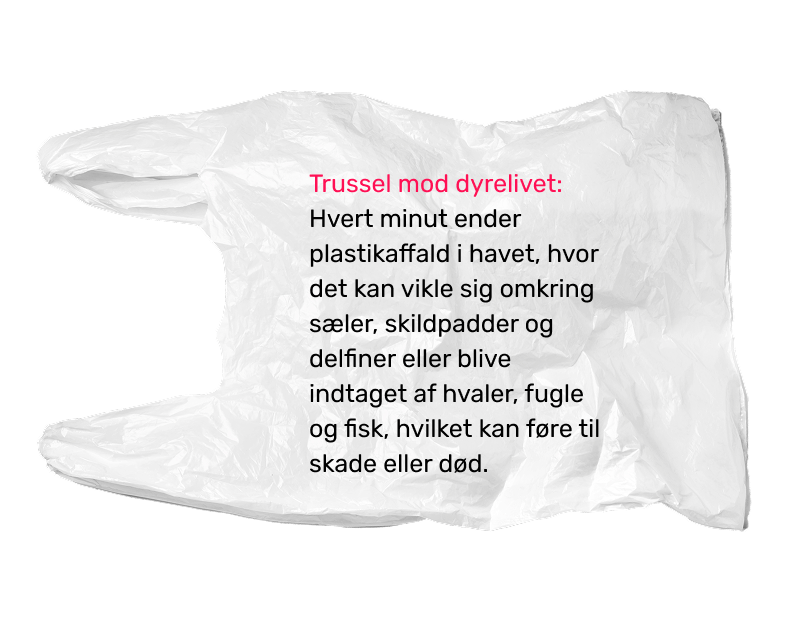 Trussel mod dyrelivet:
Hvert minut ender
plastikaffald i havet, hvor
det kan vikle sig omkring
sæler, skildpadder og
delfiner eller blive
indtaget af hvaler, fugle
og fisk, hvilket kan føre til
skade eller død.